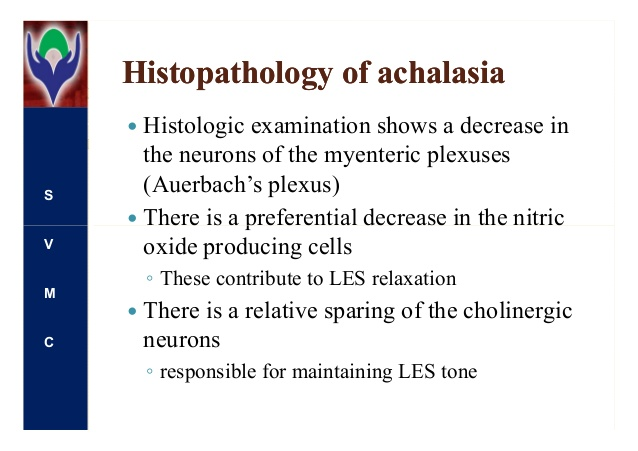 Histopathology of achalasia
• Histologic examination shows a decrease in
the neurons of the myenteric plexuses
(Auerbach’s plexus)
• There is a preferential decrease in the nitric
oxide producing cells
◦ These contribute to LES relaxation
• There is a relative sparing of the cholinergic
neurons
◦ responsible for maintaining LES tone
S
V
M
C